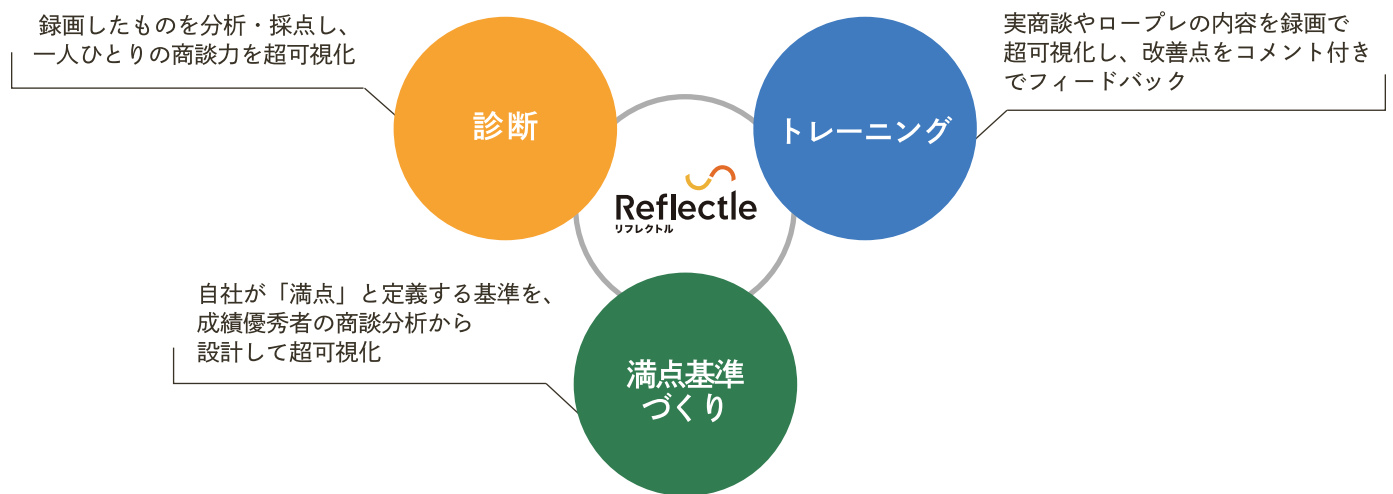 録画したものを分析・採点し、
一人ひとりの商談力を超可視化
診断
実商談やロープレの内容を録画で
超可視化し、改善点をコメント付き
でフィードバック
トレーニング
Reflectle
リフレクトル
自社が「満点」と定義する基準を、
成績優秀者の商談分析から
設計して超可視化
満点基準
づくり